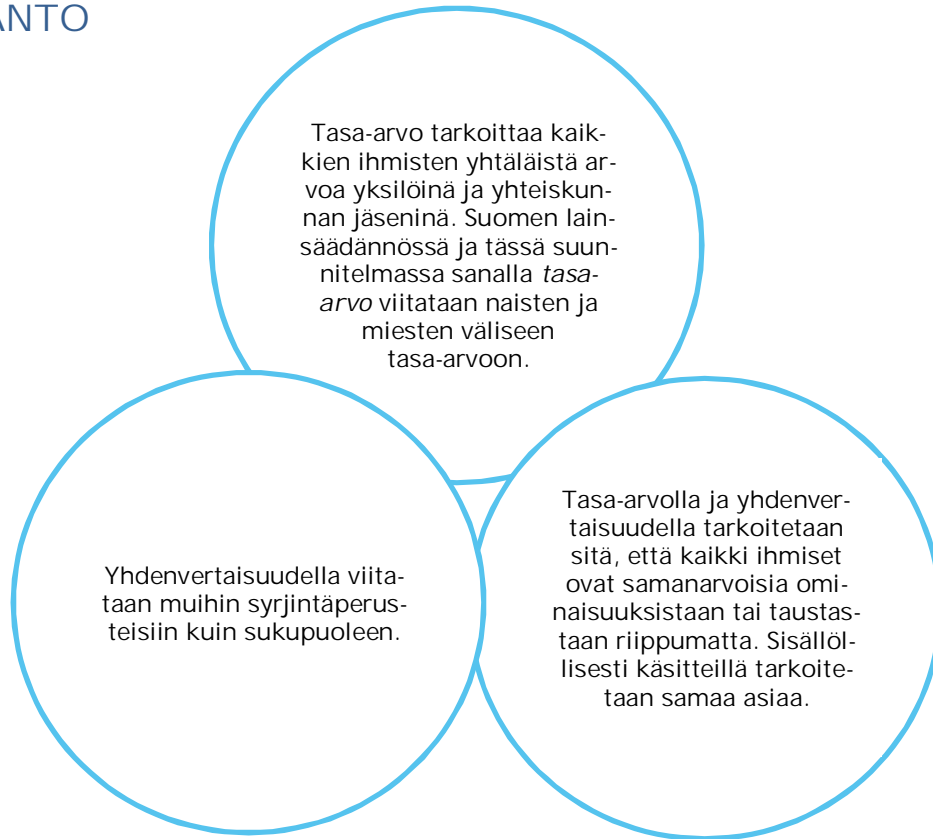 ANTO
Tasa-arvo tarkoittaa kaik-
kien ihmisten yhtäläistä ar-
voa yksilöinä ja yhteiskun-
nan jäseninä. Suomen lain-
säädännössä ja tässä suun-
nitelmassa sanalla tasa-
arvo viitataan naisten ja
miesten väliseen
tasa-arvoon.
Yhdenvertaisuudella viita-
taan muihin syrjintäperus-
teisiin kuin sukupuoleen.
Tasa-arvolla ja yhdenver-
taisuudella tarkoitetaan
sitä, että kaikki ihmiset
ovat samanarvoisia omi-
naisuuksistaan tai taustas-
taan riippumatta. Sisällöl-
lisesti käsitteillä tarkoite-
taan samaa asiaa.